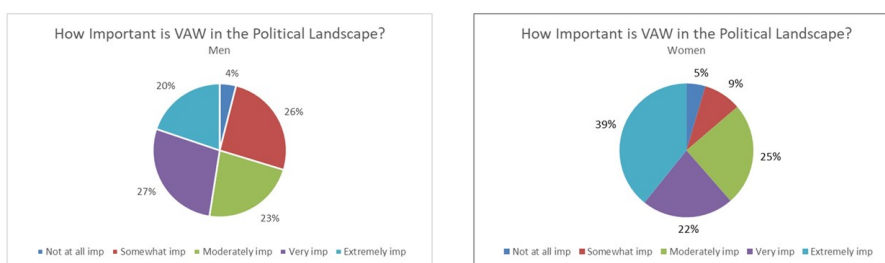 How Important is VAW in the Political Landscape?
Men
4%
26%
23%
27%
20%
Not at all imp Somewhat imp Moderately imp Very imp Extremely imp
How Important is VAW in the Political Landscape?
Women
5%
9%
25%
22%
39%
Not at all imp Somewhat imp Moderately imp Very imp Extremely imp